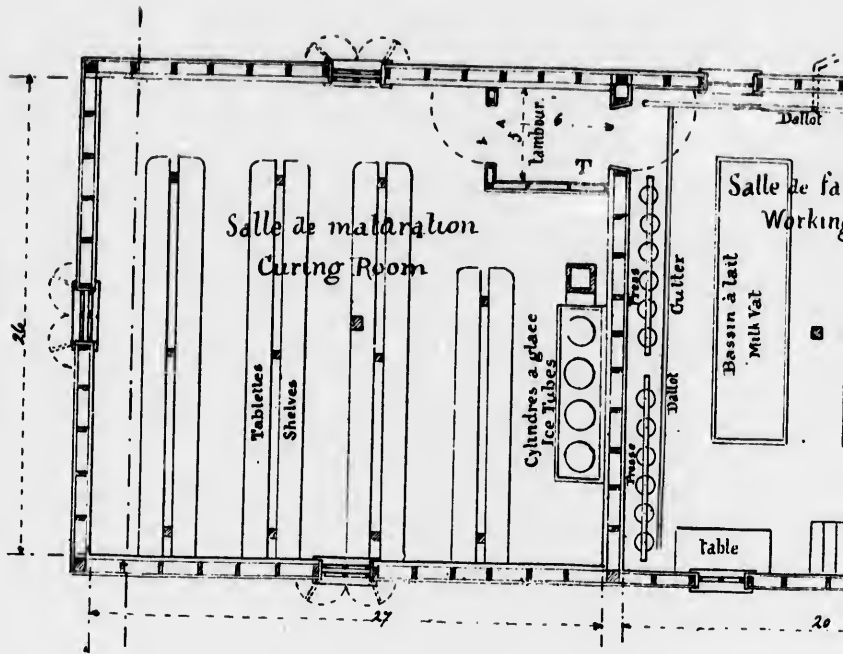 Salle de maturation
Curing Room
Tablettes
Shelves
Cylindres a glace
Ice Tubes
tambour.
5
6
T
Dallot
Salle de fa
Working
Press
Gutter
Dallot
Presse
Bassin à lait
Milk Vat
Table
26
27
20